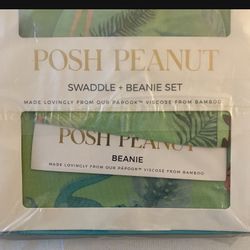 POSH PEANUT
SWADDLE + BEANIE SET
MADE LOVINGLY FROM OUR PAPOOK™ VISCOSE FROM BAMBOO
POSH PEANUT
BEANIE
MADE LOVINGLY FROM OUR PAPOOK™ VISCOSE FROM BAMBOO